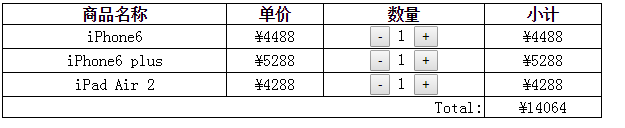 商品名称 单价 数量 小计
iPhone6 ¥4488 - 1 + ¥4488
iPhone6 plus ¥5288 - 1 + ¥5288
iPad Air 2 ¥4288 - 1 + ¥4288
Total: ¥14064